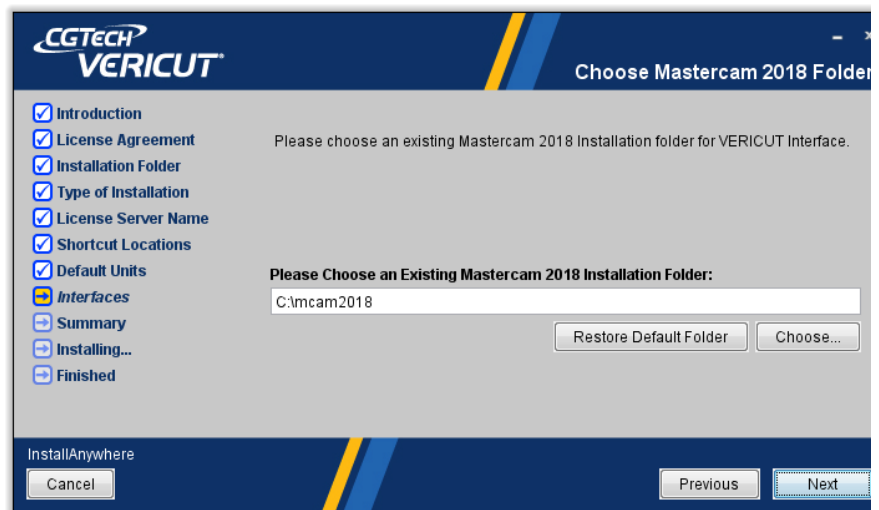 CGTECH
VERICUT
Choose Mastercam 2018 Folder
Introduction
License Agreement
Installation Folder
Type of Installation
License Server Name
Shortcut Locations
Default Units
Interfaces
Summary
Installing...
Finished
Please choose an existing Mastercam 2018 Installation folder for VERICUT Interface.
Please Choose an Existing Mastercam 2018 Installation Folder:
C:\mcam2018
Restore Default Folder
Choose...
InstallAnywhere
Cancel
Previous
Next